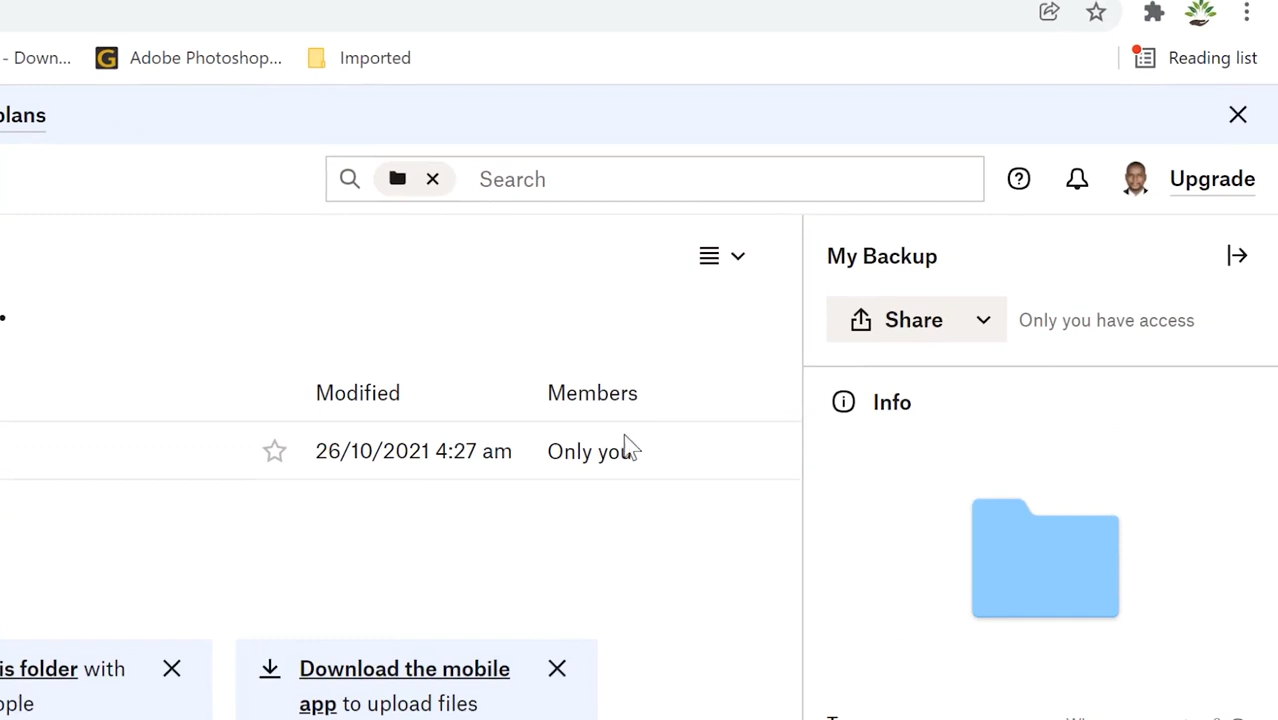 - Down...
Adobe Photoshop...
Imported
Reading list
plans
Search
Upgrade
My Backup
Share
Only you have access
Modified
Members
26/10/2021 4:27 am
Only you
Info
is folder with
ople
Download the mobile
app to upload files